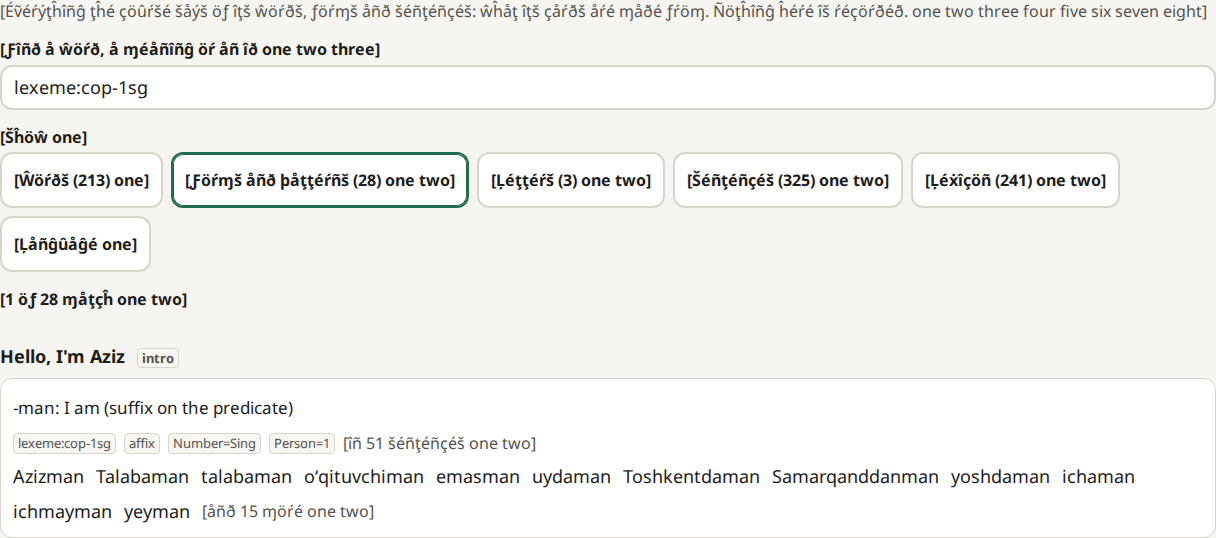 [Éṽéŕýţĥîñĝ ţĥé çöûŕšé šåýš öƒ îţš ŵöŕðš, ƒöŕɱš åñð šéñţéñçéš: ŵĥåţ îţš çåŕðš åŕé ɱåðé ƒŕöɱ. Ñöţĥîñĝ ĥéŕé îš ŕéçöŕðéð. one two three four five six seven eight]
[Ƒîñð å ŵöŕð, å ɱéåñîñĝ öŕ åñ îð one two three]
lexeme:cop-1sg
[Šĥöŵ one]
[Ŵöŕðš (213) one] [Ƒöŕɱš åñð þåţţéŕñš (28) one two] [Ļéţţéŕš (3) one two] [Šéñţéñçéš (325) one two] [Ļéẋîçöñ (241) one two]
[Ļåñĝûåĝé one]
[1 öƒ 28 ɱåţçĥ one two]
Hello, I'm Aziz intro
-man: I am (suffix on the predicate)
lexeme:cop-1sg affix Number=Sing Person=1 [îñ 51 šéñţéñçéš one two]
Azizman Talabaman talabaman oʻqituvchiman emasman uydaman Toshkentdaman Samarqanddanman yoshdaman ichaman
ichmayman yeyman [åñð 15 ɱöŕé one two]